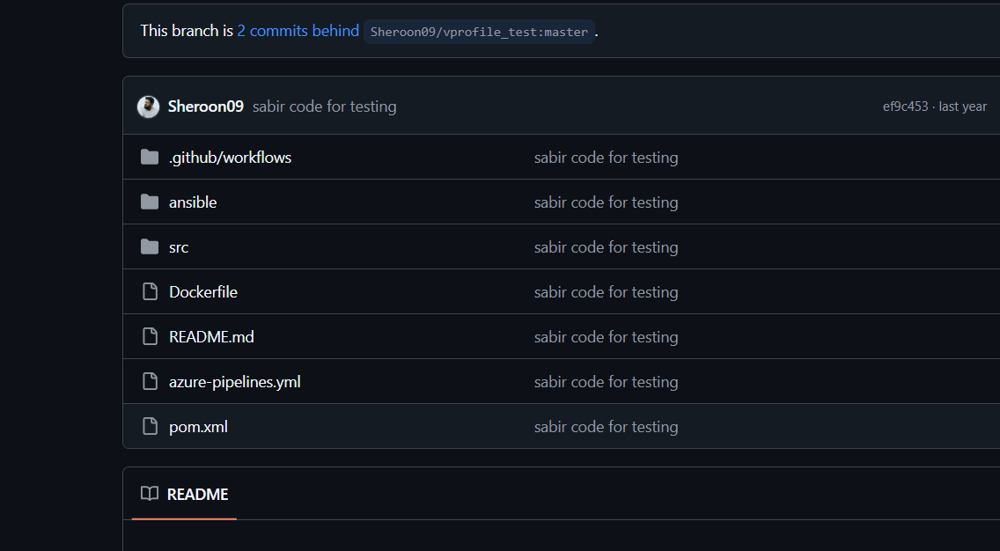 This branch is 2 commits behind Sheroon09/vprofile_test:master .
Sheroon09 sabir code for testing ef9c453 · last year
.github/workflows sabir code for testing
ansible sabir code for testing
src sabir code for testing
Dockerfile sabir code for testing
README.md sabir code for testing
azure-pipelines.yml sabir code for testing
pom.xml sabir code for testing
README